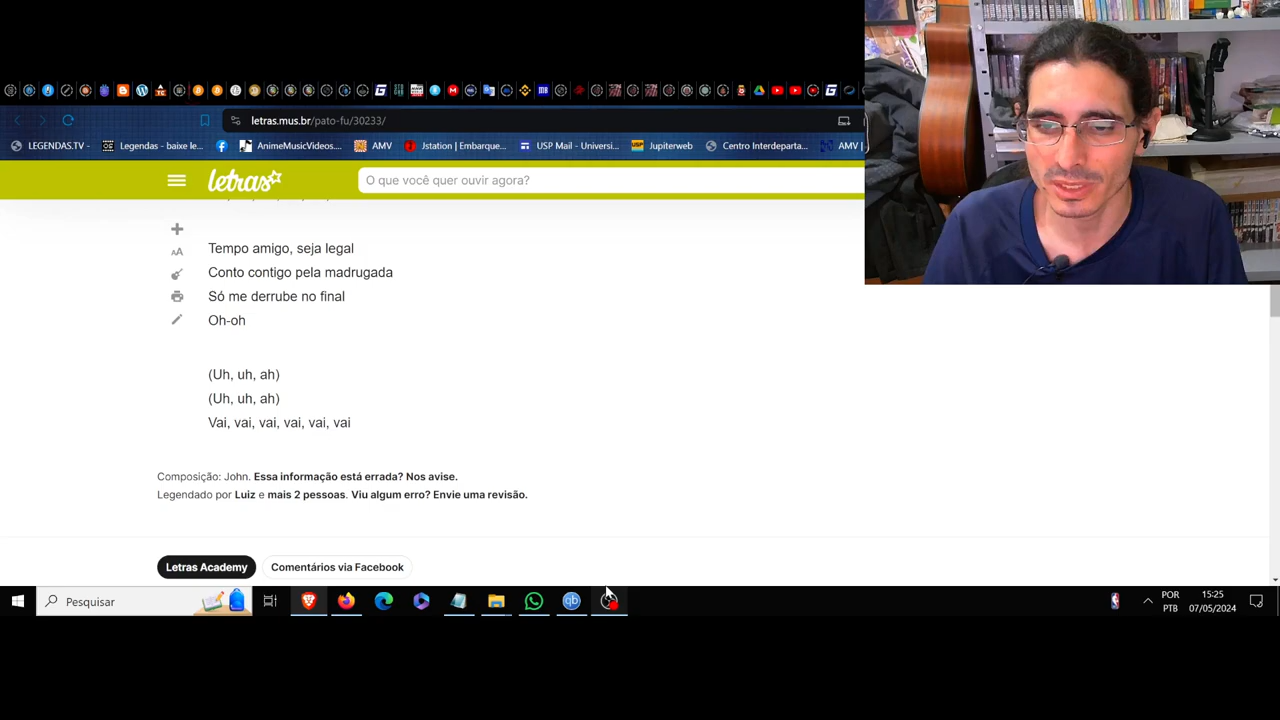 letras.mus.br/pato-fu/30233/
LEGENDAS.TV -
Legendas - baixe le...
AnimeMusicVideos....
AMV
Jstation | Embarque...
USP Mail - Universi...
Jupiterweb
Centro Interdeparta...
AMV |
letras
O que você quer ouvir agora?
Tempo amigo, seja legal
Conto contigo pela madrugada
Só me derrube no final
Oh-oh
(Uh, uh, ah)
(Uh, uh, ah)
Vai, vai, vai, vai, vai, vai
Composição: John. Essa informação está errada? Nos avise.
Legendado por Luiz e mais 2 pessoas. Viu algum erro? Envie uma revisão.
Letras Academy
Comentários via Facebook
Pesquisar
POR
PTB
15:25
07/05/2024